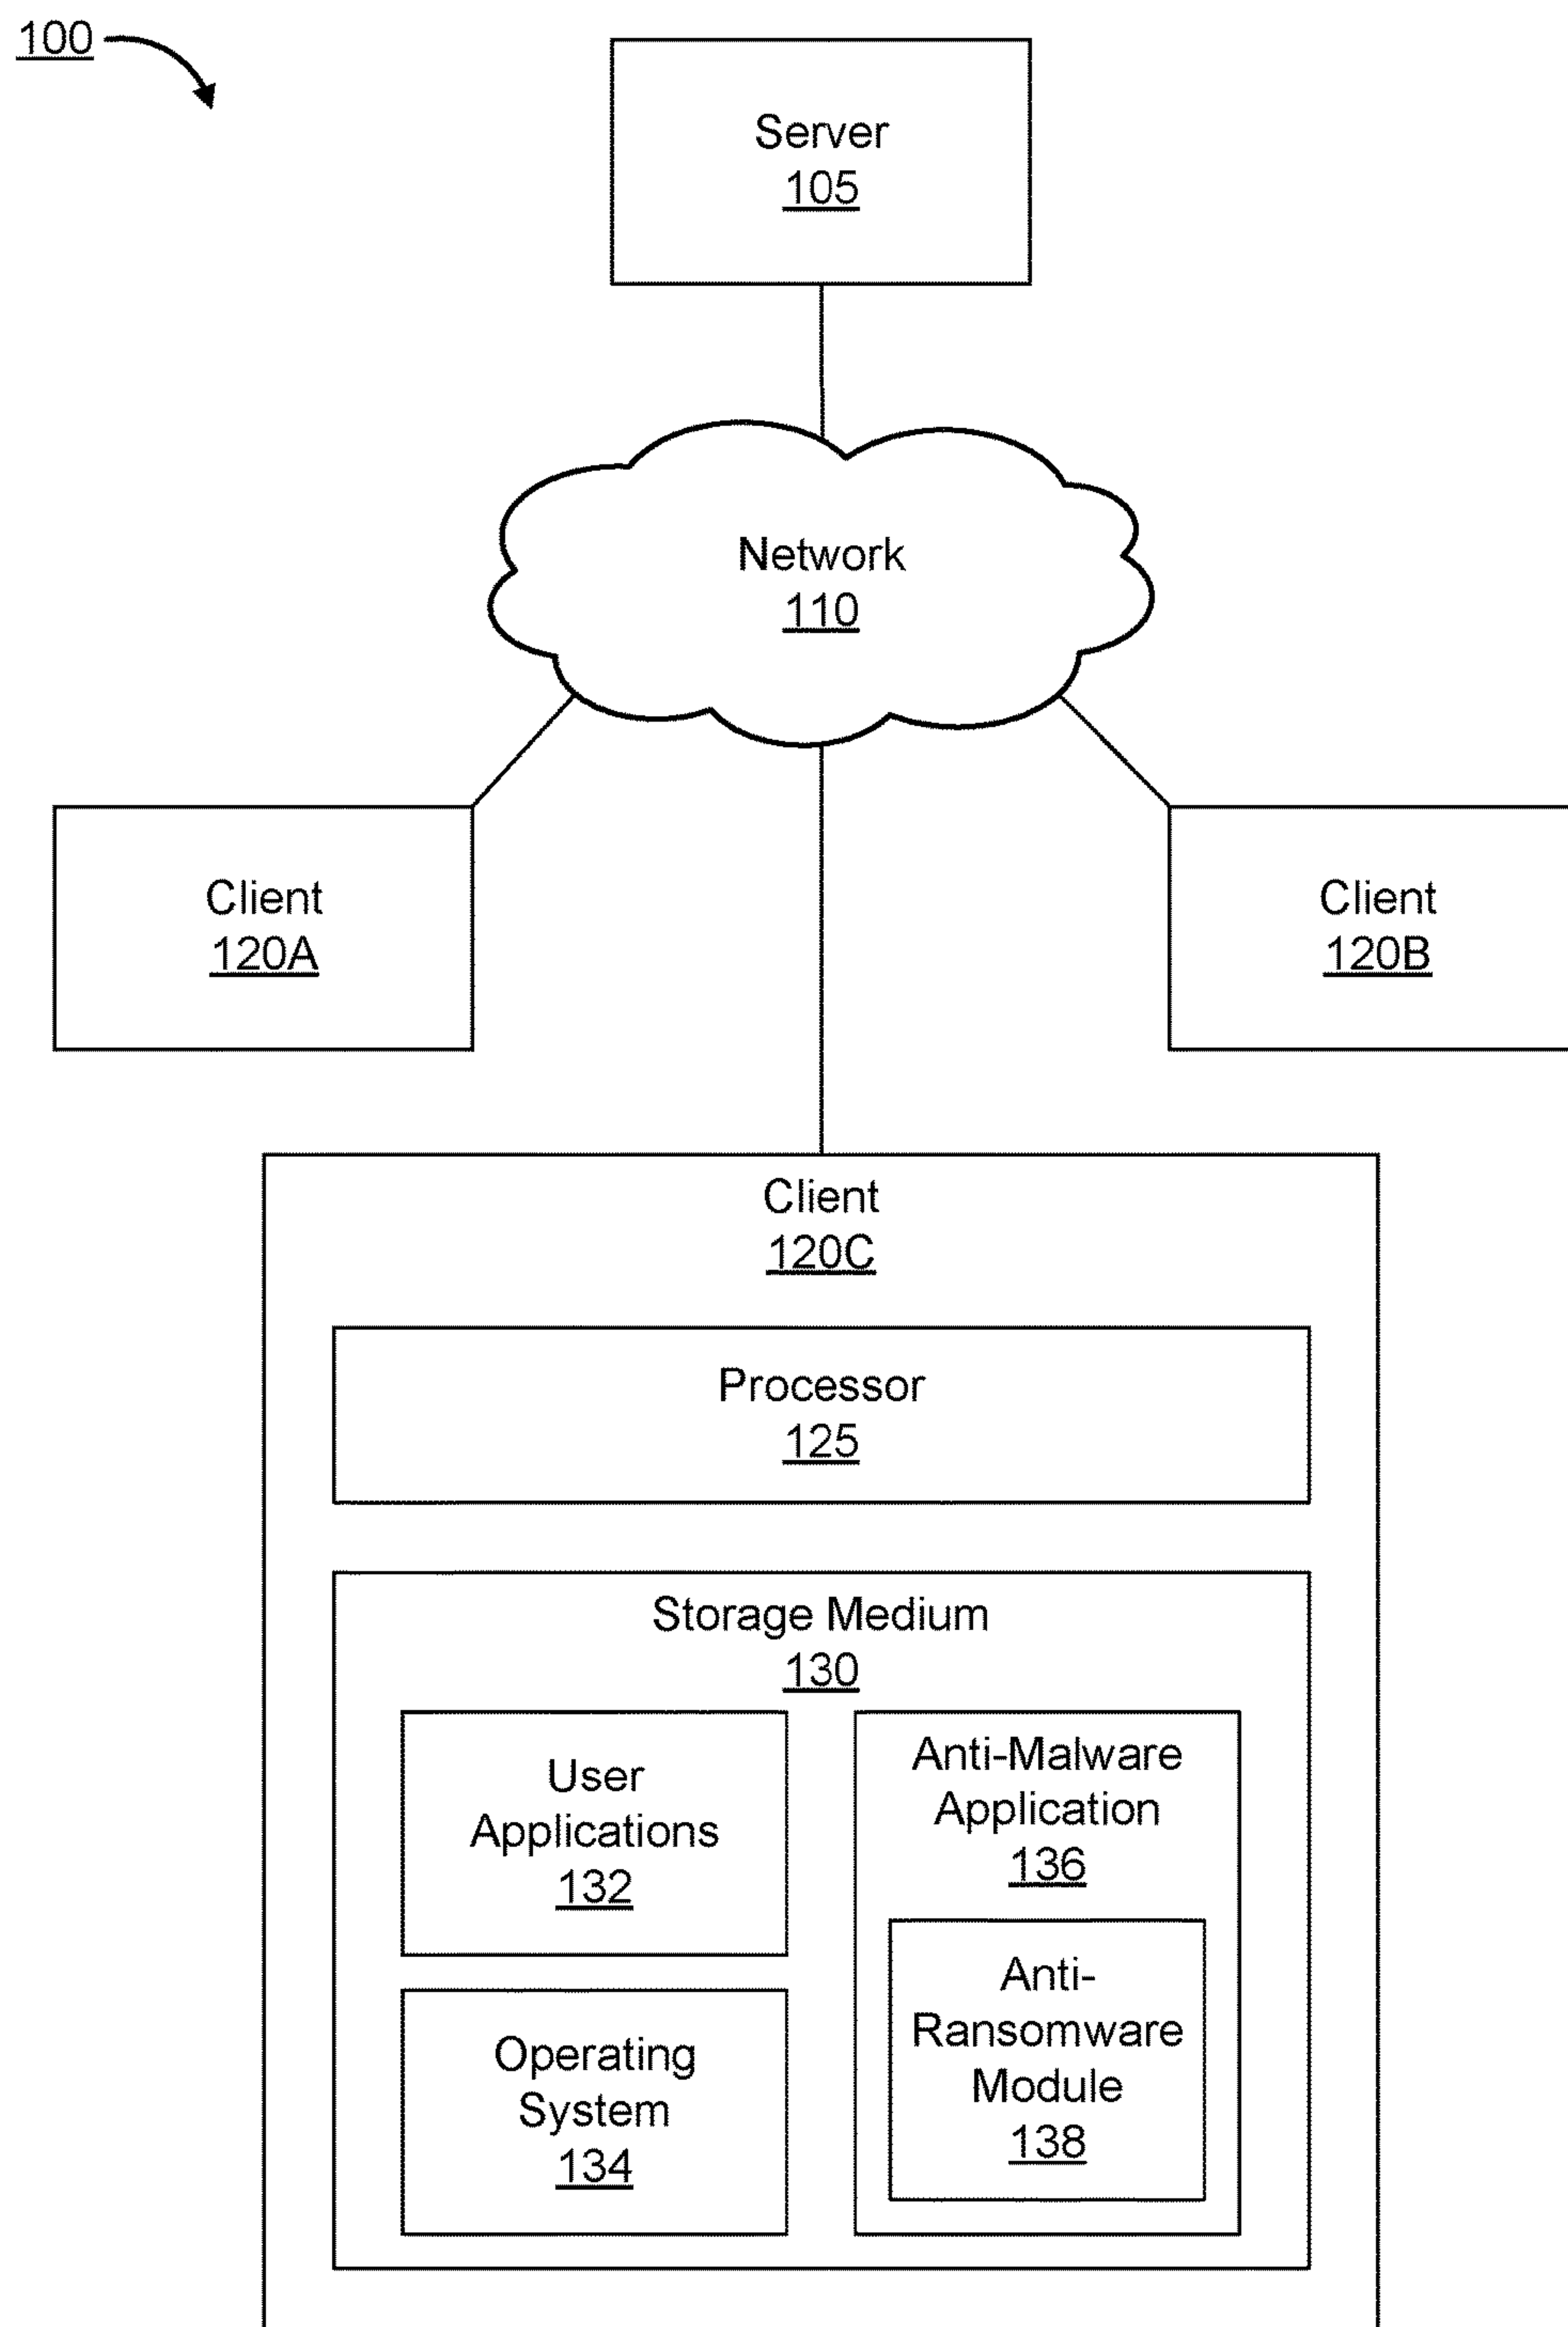 100
Server
105
Network
110
Client
120A
Client
120B
Client
120C
Processor
125
Storage Medium
130
User
Applications
132
Operating
System
134
Anti-Malware
Application
136
Anti-
Ransomware
Module
138